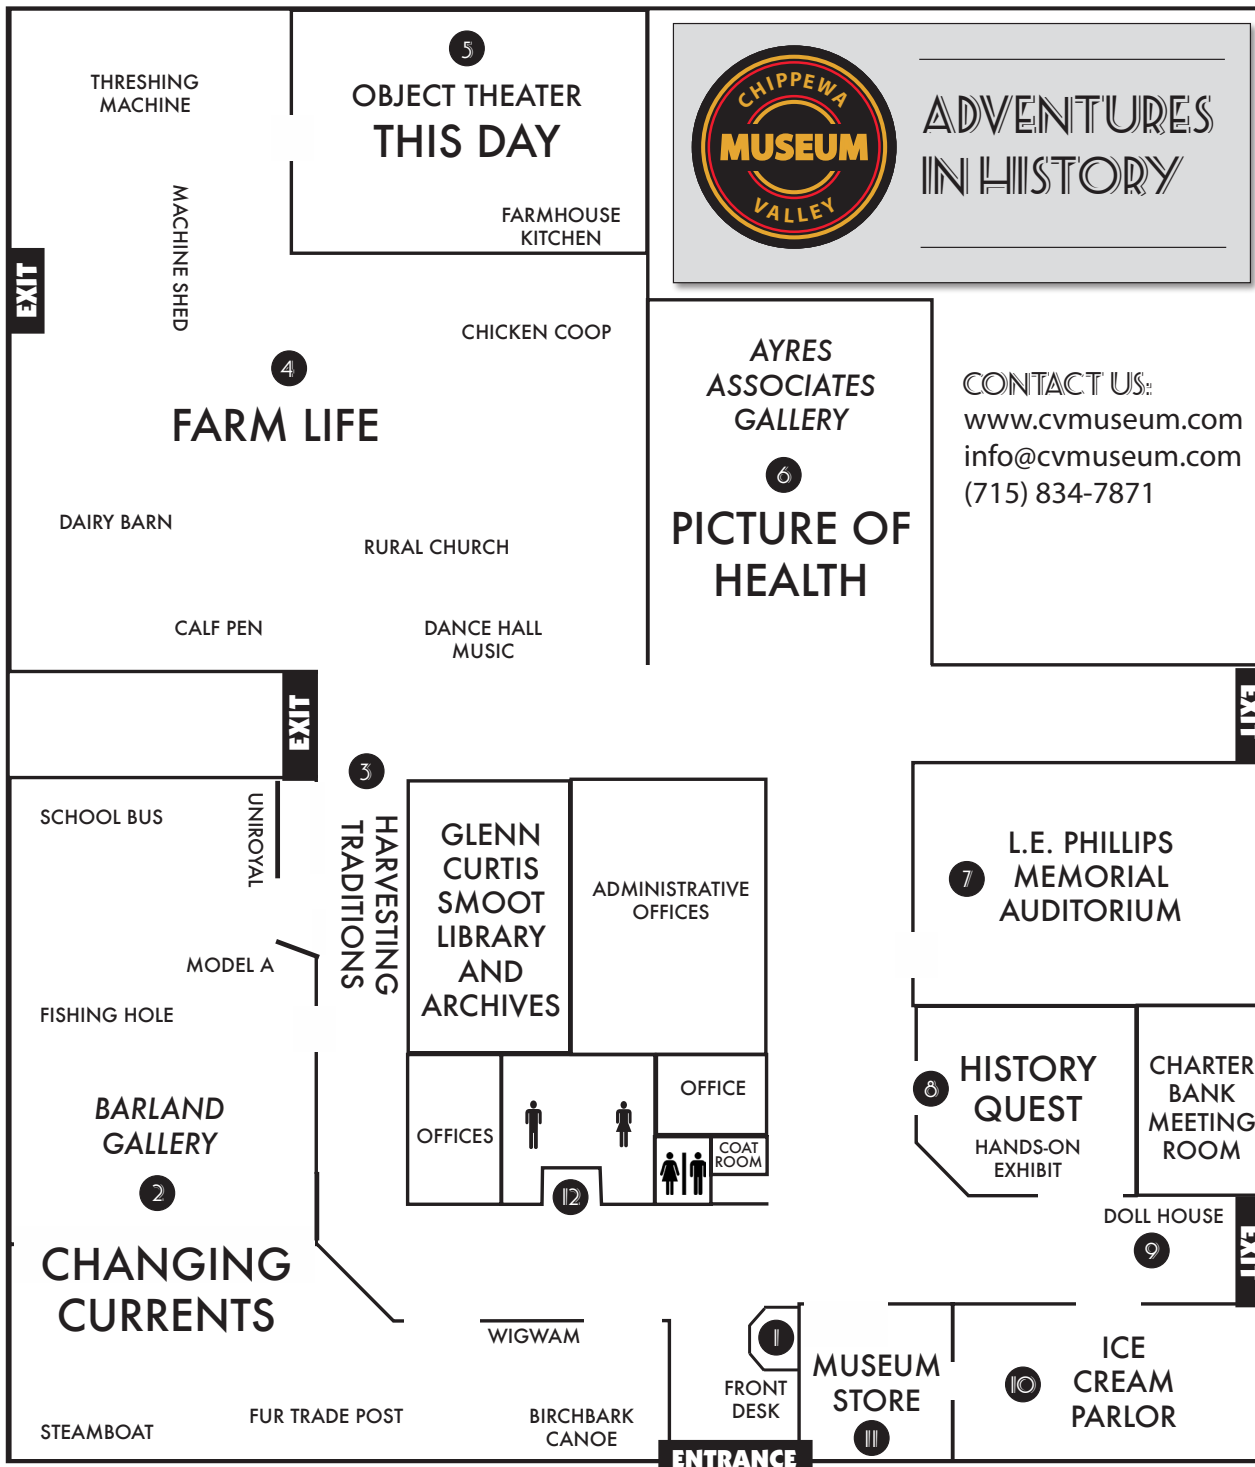 5
OBJECT THEATER
THIS DAY
FARMHOUSE
KITCHEN
THRESHING
MACHINE
MACHINE SHED
EXIT
CHICKEN COOP
4
FARM LIFE
DAIRY BARN
RURAL CHURCH
CALF PEN
DANCE HALL
MUSIC
CHIPPEWA
MUSEUM
VALLEY
ADVENTURES
IN HISTORY
AYRES
ASSOCIATES
GALLERY
6
PICTURE OF
HEALTH
CONTACT US:
www.cvmuseum.com
info@cvmuseum.com
(715) 834-7871
EXIT
EXIT
3
HARVESTING
TRADITIONS
SCHOOL BUS
UNIROYAL
MODEL A
FISHING HOLE
BARLAND
GALLERY
2
CHANGING
CURRENTS
WIGWAM
STEAMBOAT
FUR TRADE POST
BIRCHBARK
CANOE
GLENN
CURTIS
SMOOT
LIBRARY
AND
ARCHIVES
ADMINISTRATIVE
OFFICES
OFFICES
OFFICE
COAT
ROOM
12
7
L.E. PHILLIPS
MEMORIAL
AUDITORIUM
8
HISTORY
QUEST
HANDS-ON
EXHIBIT
CHARTER
BANK
MEETING
ROOM
DOLL HOUSE
9
EXIT
1
FRONT
DESK
MUSEUM
STORE
11
10
ICE
CREAM
PARLOR
ENTRANCE